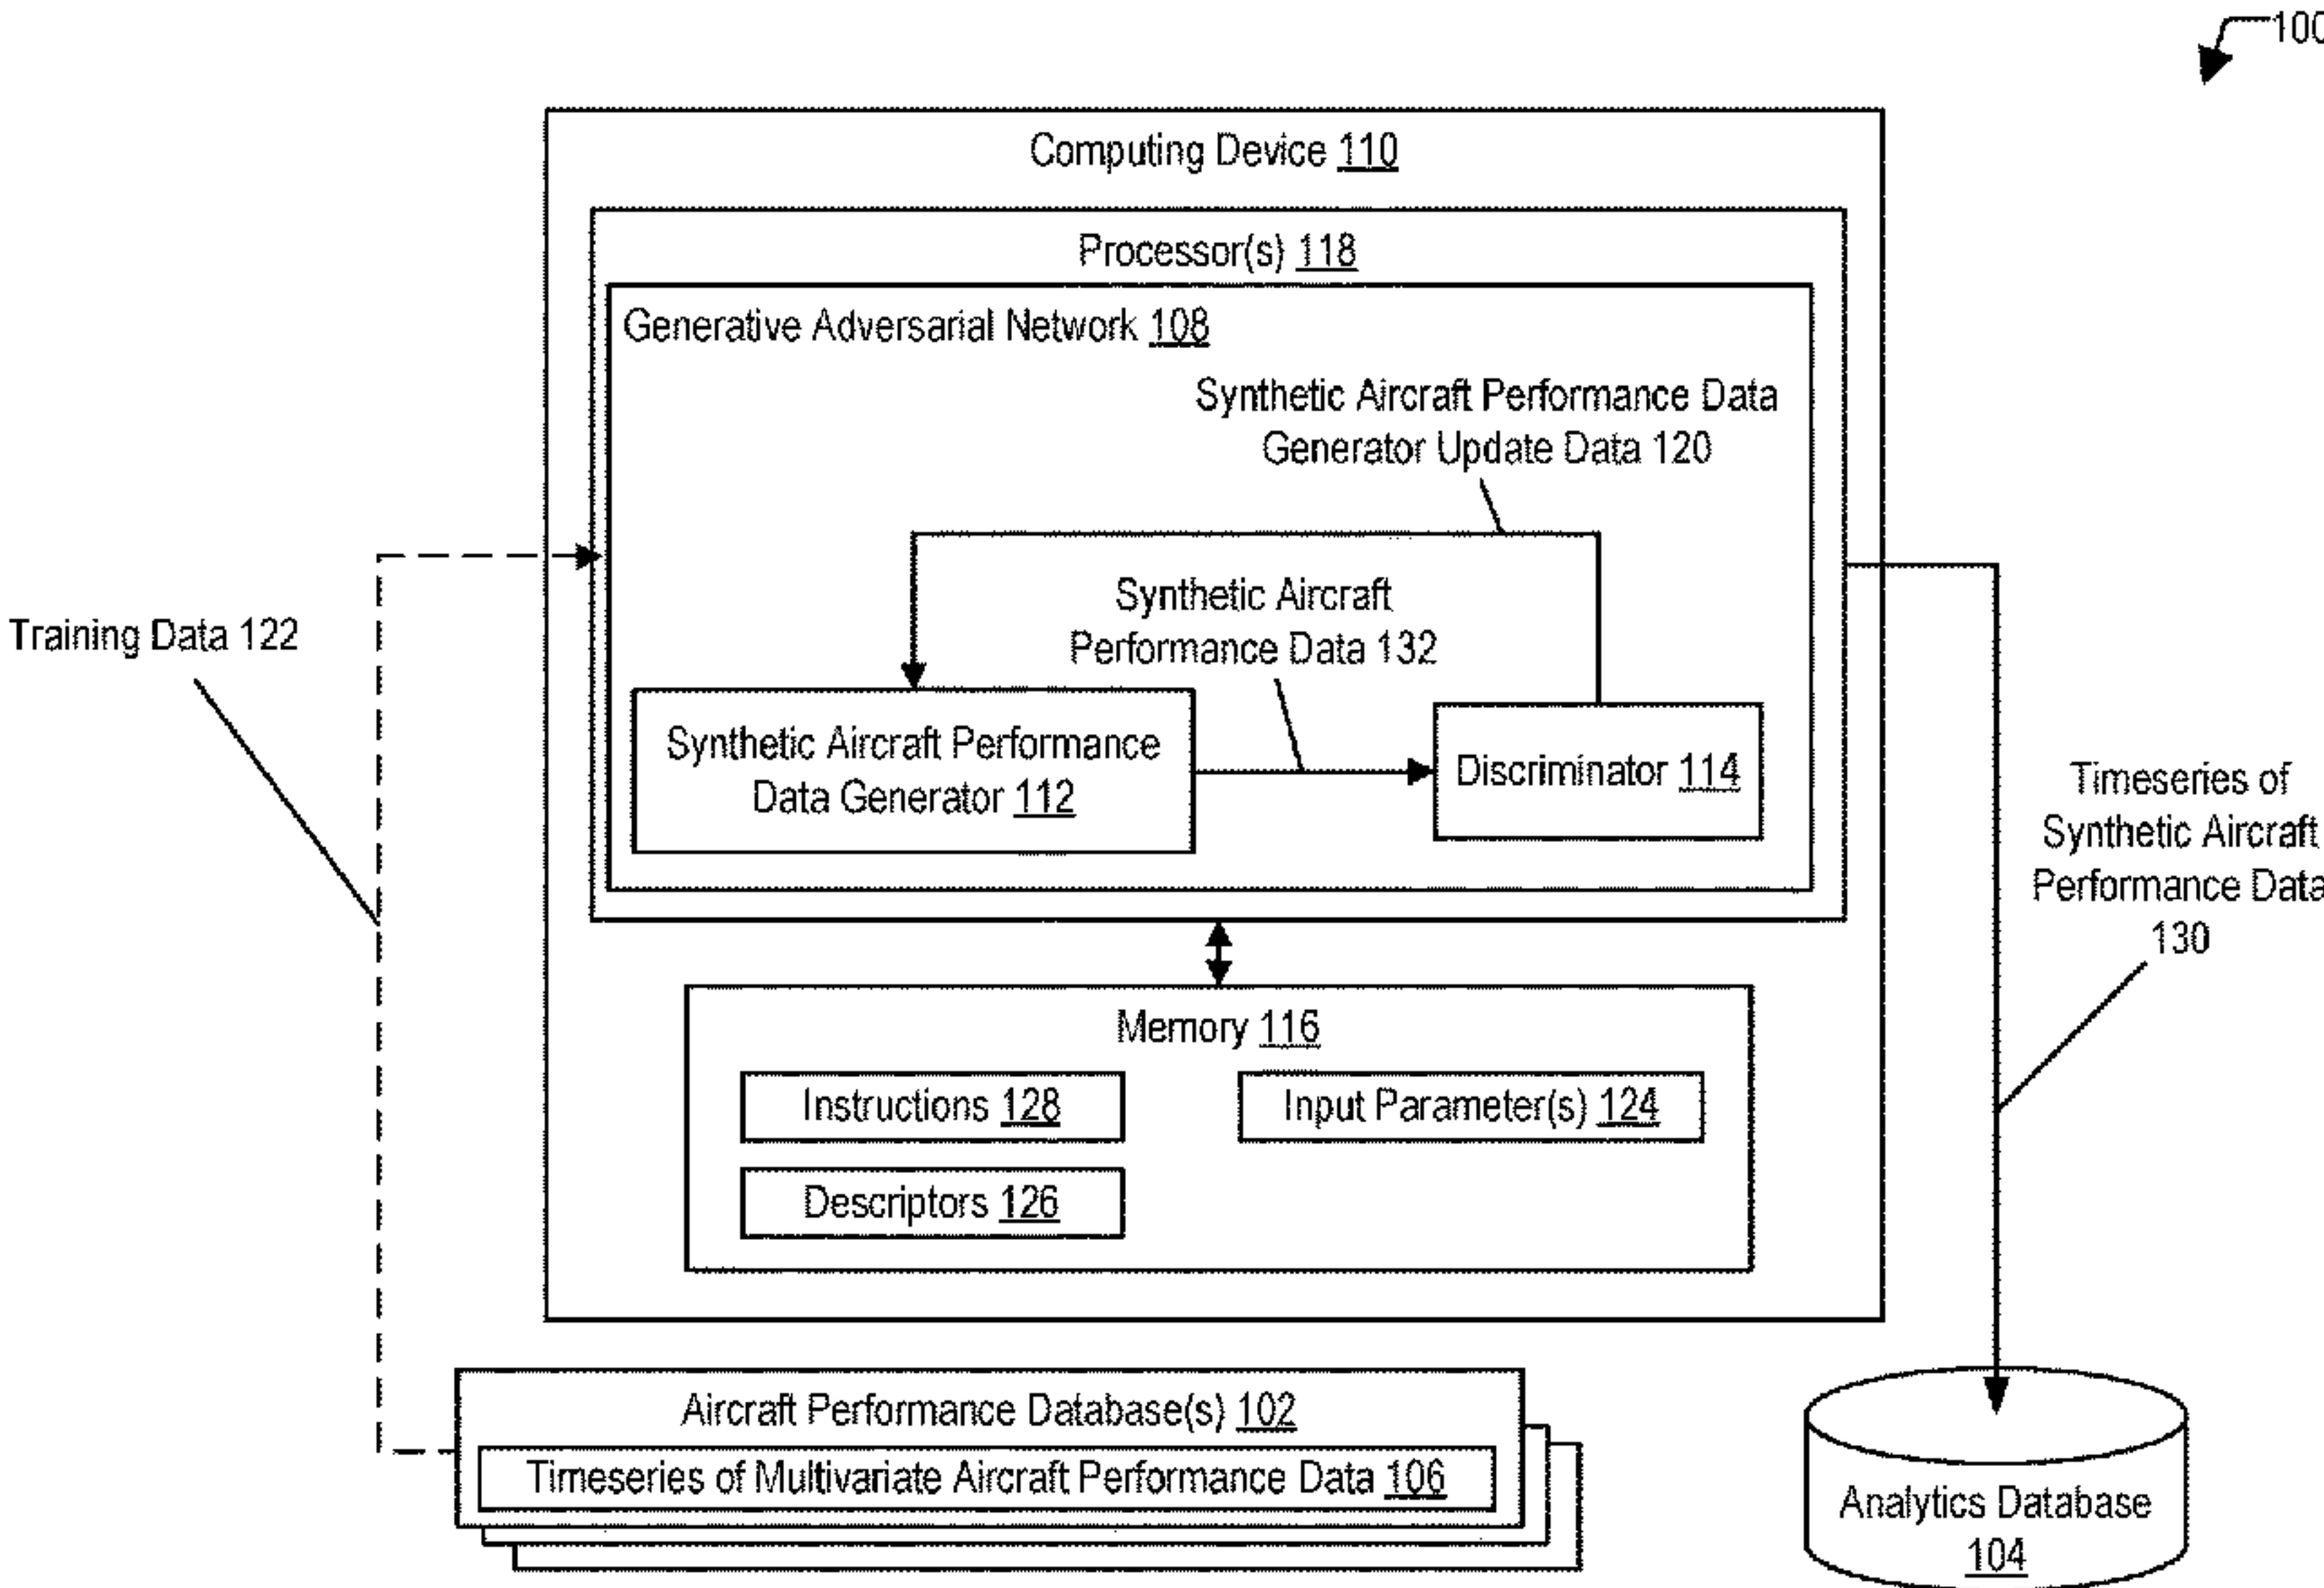 100
Computing Device 110
Processor(s) 118
Generative Adversarial Network 108
Synthetic Aircraft Performance Data
Generator Update Data 120
Synthetic Aircraft
Performance Data 132
Training Data 122
Synthetic Aircraft Performance
Data Generator 112
Discriminator 114
Timeseries of
Synthetic Aircraft
Performance Data
130
Memory 116
Instructions 128
Input Parameter(s) 124
Descriptors 126
Aircraft Performance Database(s) 102
Timeseries of Multivariate Aircraft Performance Data 106
Analytics Database
104